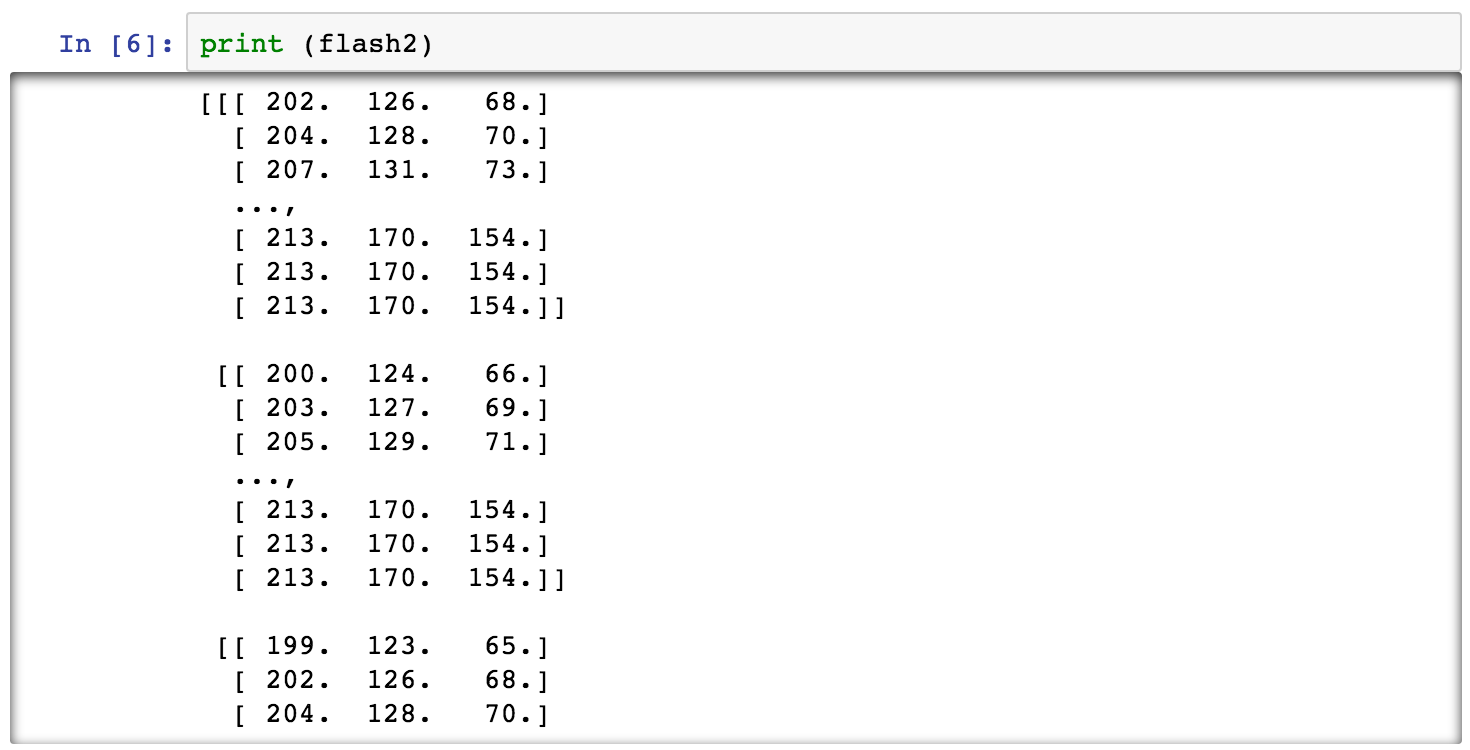 In [6]: print (flash2)
[[[ 202.  126.   68.]
  [ 204.  128.   70.]
  [ 207.  131.   73.]
  ...,
  [ 213.  170.  154.]
  [ 213.  170.  154.]
  [ 213.  170.  154.]]

 [[ 200.  124.   66.]
  [ 203.  127.   69.]
  [ 205.  129.   71.]
  ...,
  [ 213.  170.  154.]
  [ 213.  170.  154.]
  [ 213.  170.  154.]]

 [[ 199.  123.   65.]
  [ 202.  126.   68.]
  [ 204.  128.   70.]